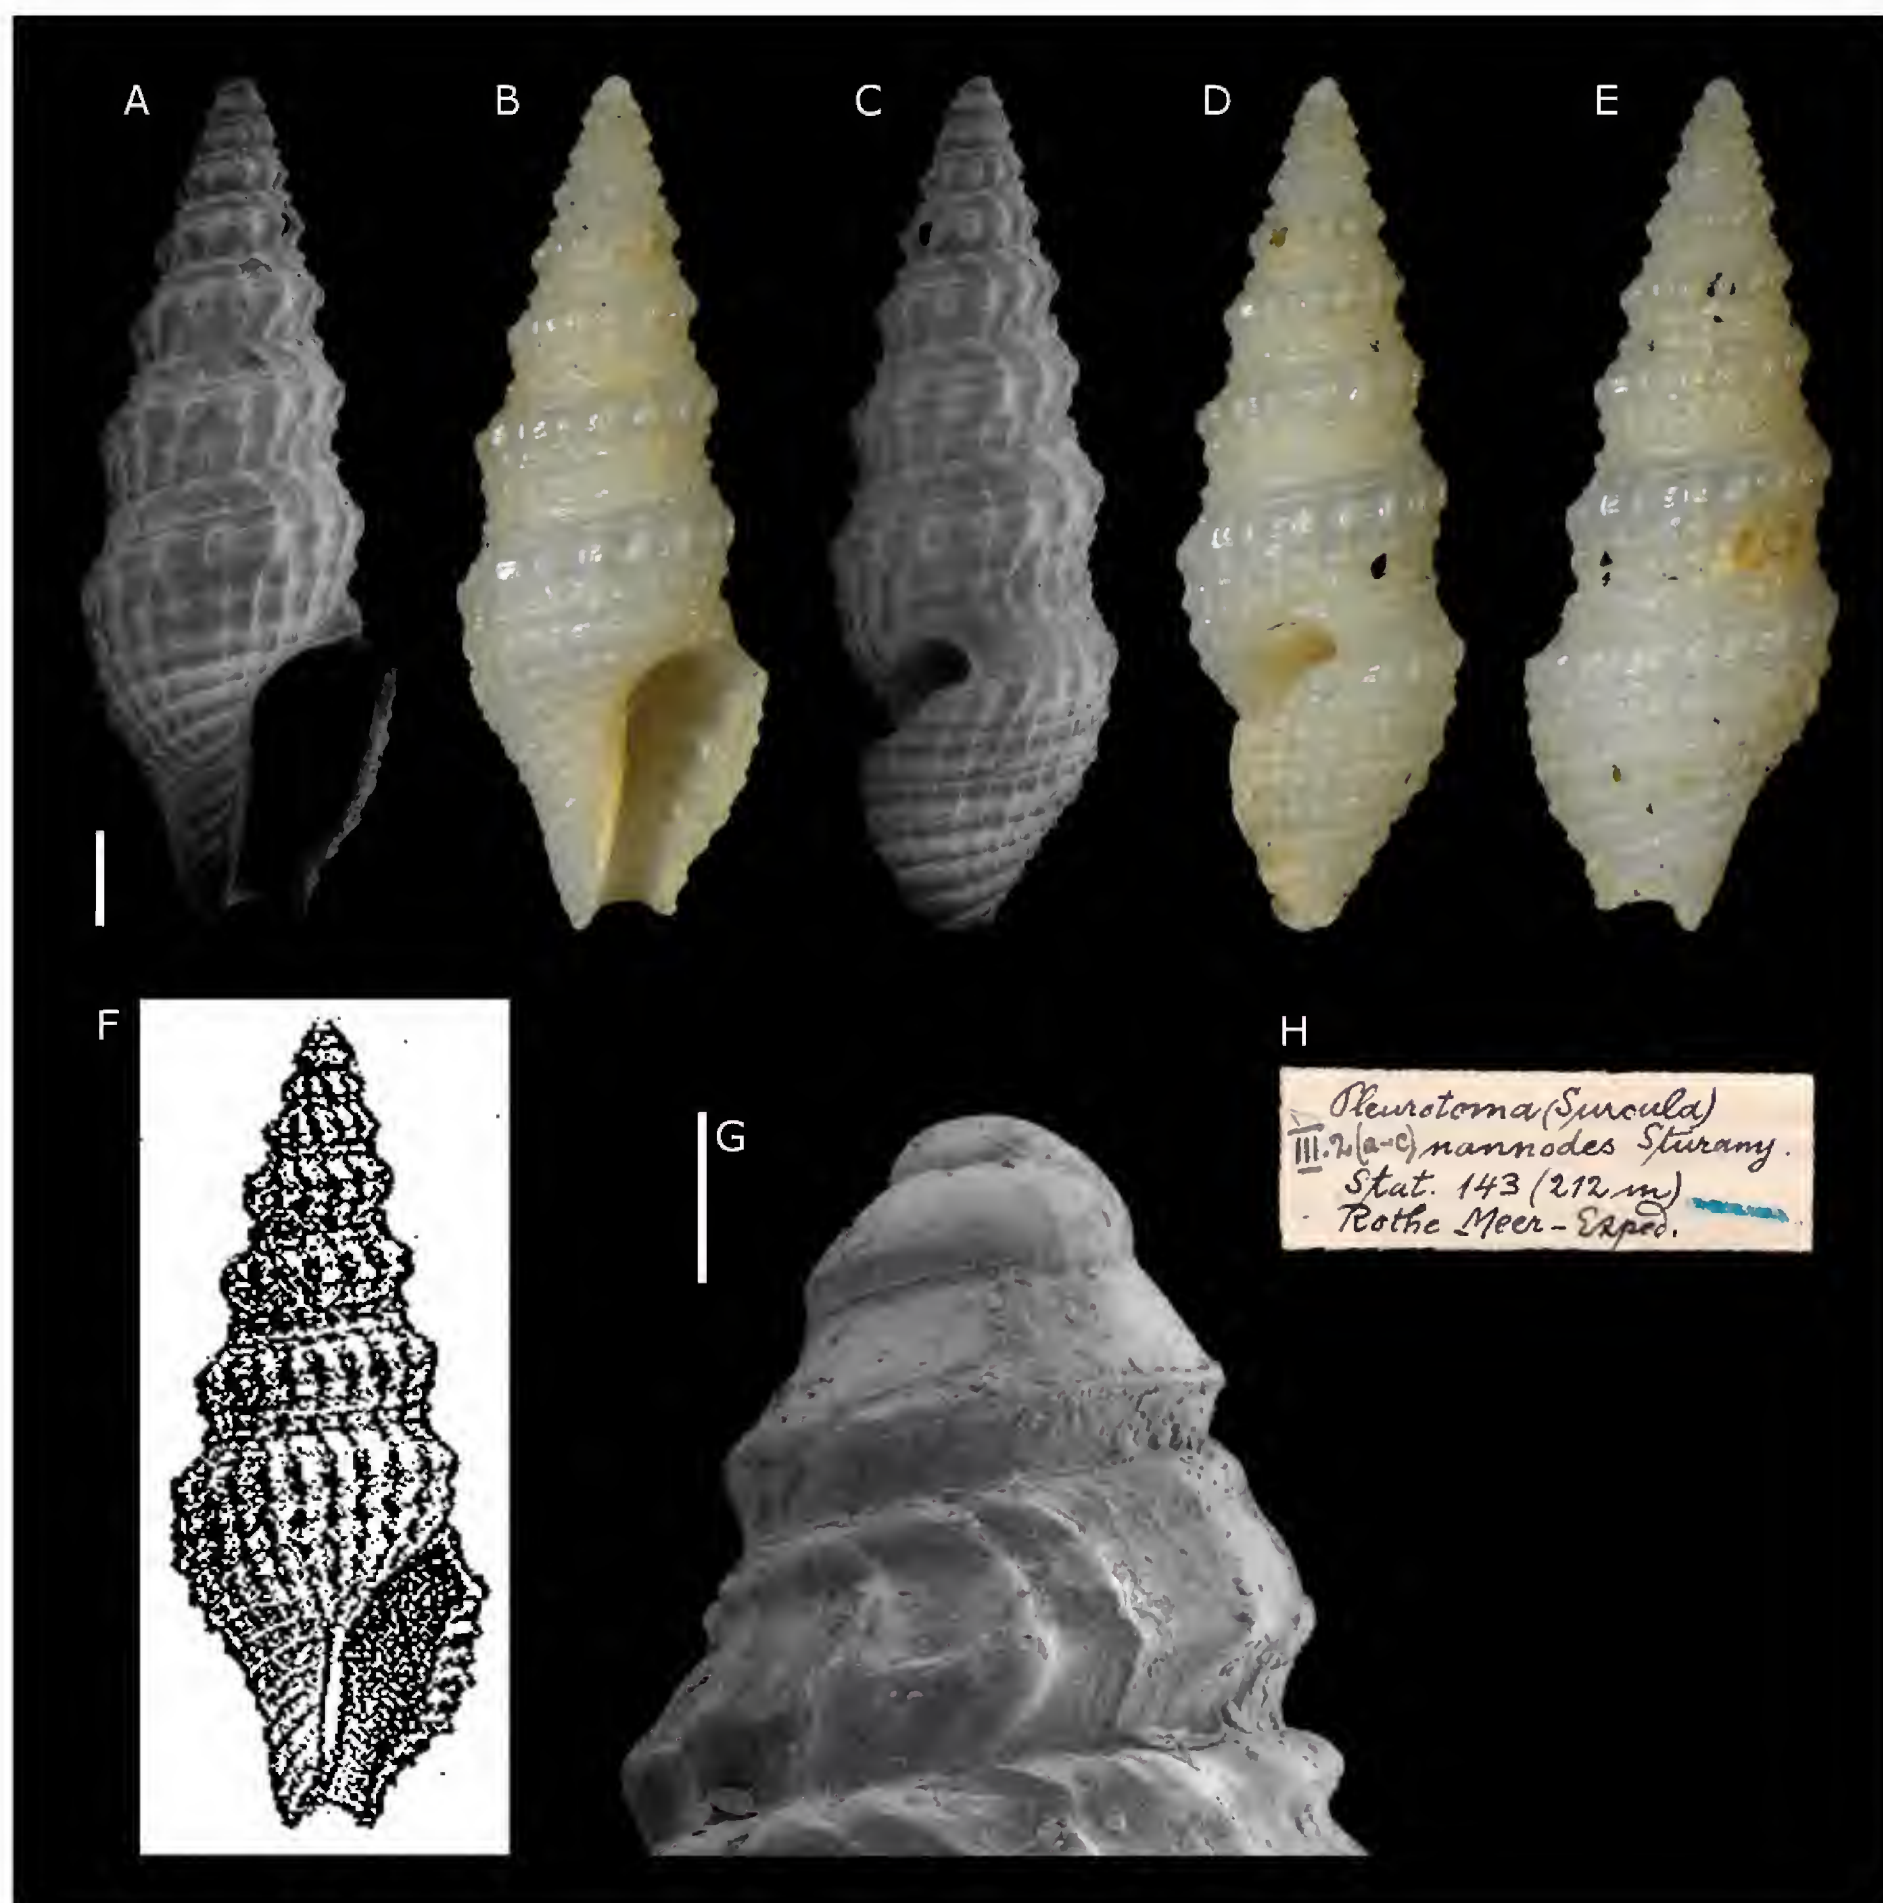 A
B
C
D
E
F
G
H
Pleurotoma (Surcula)
III. 2 (a-c) nannodes Sturany.
Stat. 143 (212 m)
Rothe Meer - Exped.